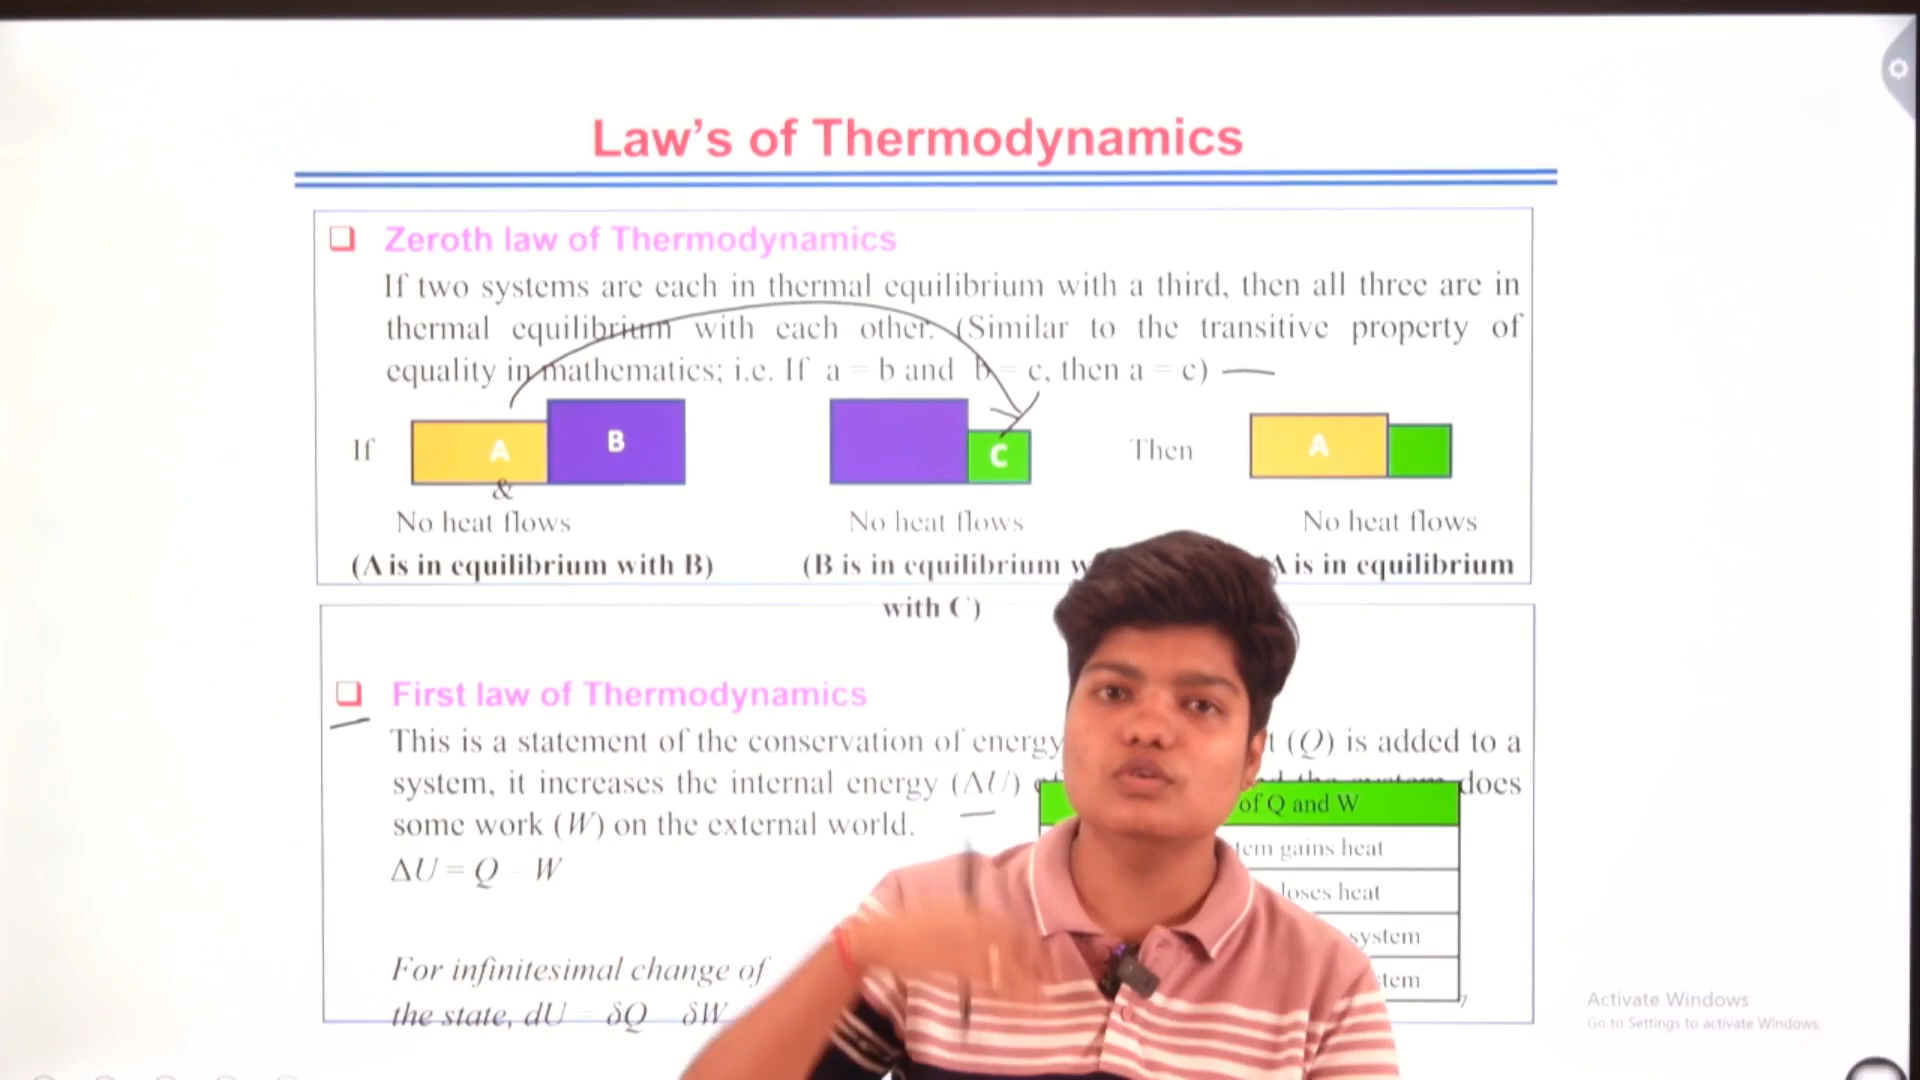 Law's of Thermodynamics
Zeroth law of Thermodynamics
If two systems are each in thermal equilibrium with a third, then all three are in
thermal equilibrium with each other. (Similar to the transitive property of
equality in mathematics; i.e. If a = b and b = c, then a = c)
If A B C Then A
&
No heat flows No heat flows No heat flows
(A is in equilibrium with B) (B is in equilibrium A is in equilibrium
with C)
First law of Thermodynamics
This is a statement of the conservation of energy (Q) is added to a
system, it increases the internal energy (ΔU) does
of Q and W
some work (W) on the external world.
gains heat
ΔU = Q W
loses heat
system
For infinitesimal change of
the state, dU δQ δW
7
Activate Windows
Go to Settings to activate Windows.